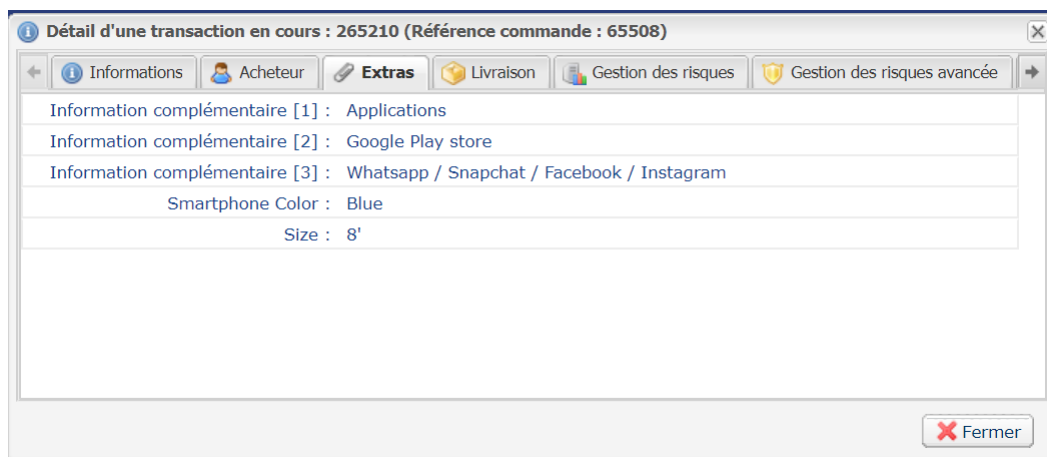 Détail d'une transaction en cours : 265210 (Référence commande : 65508)
Informations Acheteur Extras Livraison Gestion des risques Gestion des risques avancée
Information complémentaire [1] : Applications
Information complémentaire [2] : Google Play store
Information complémentaire [3] : Whatsapp / Snapchat / Facebook / Instagram
Smartphone Color : Blue
Size : 8'
Fermer